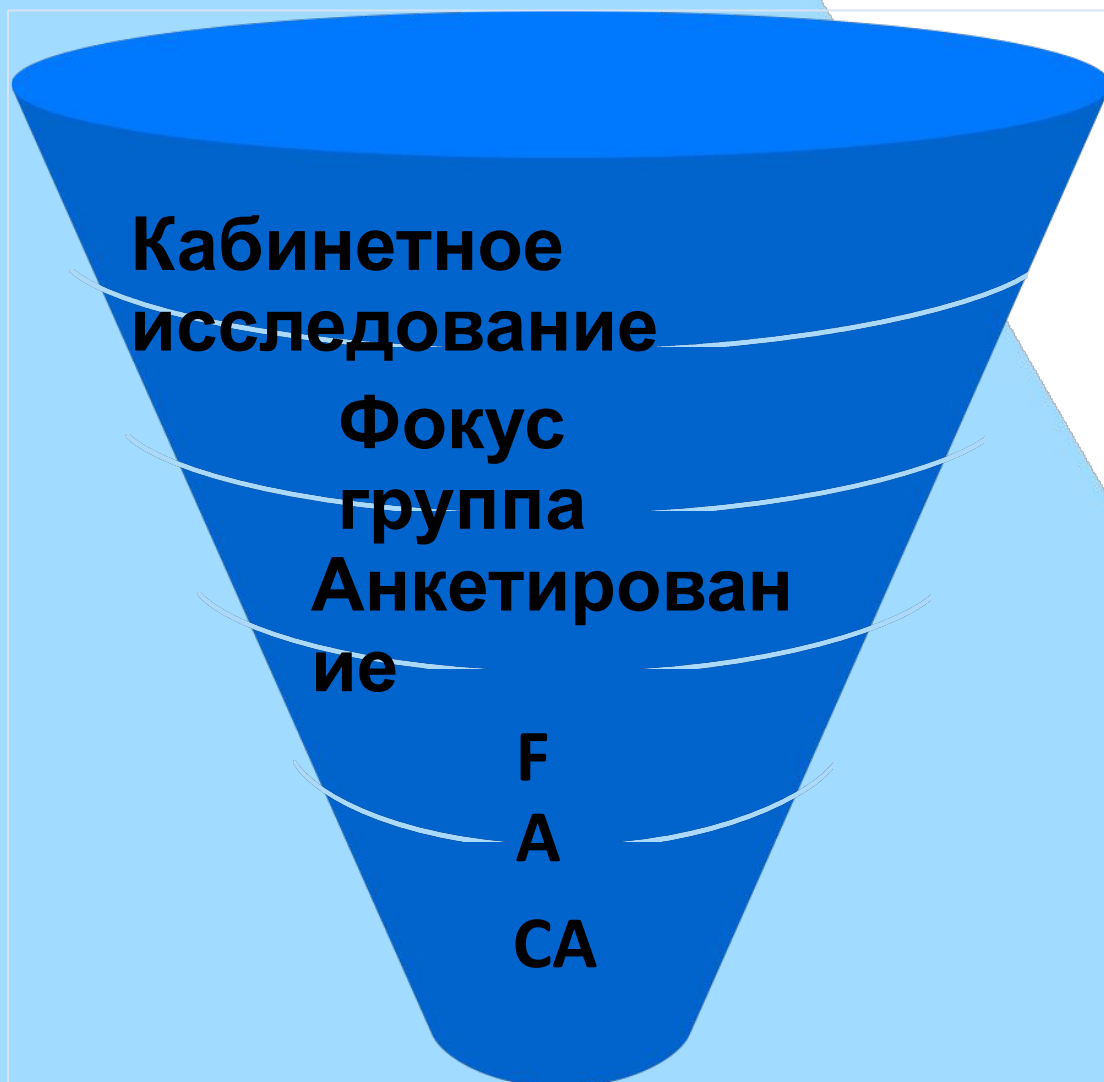 Кабинетное
исследование
Фокус
группа
Анкетирован
ие
F
A
CA